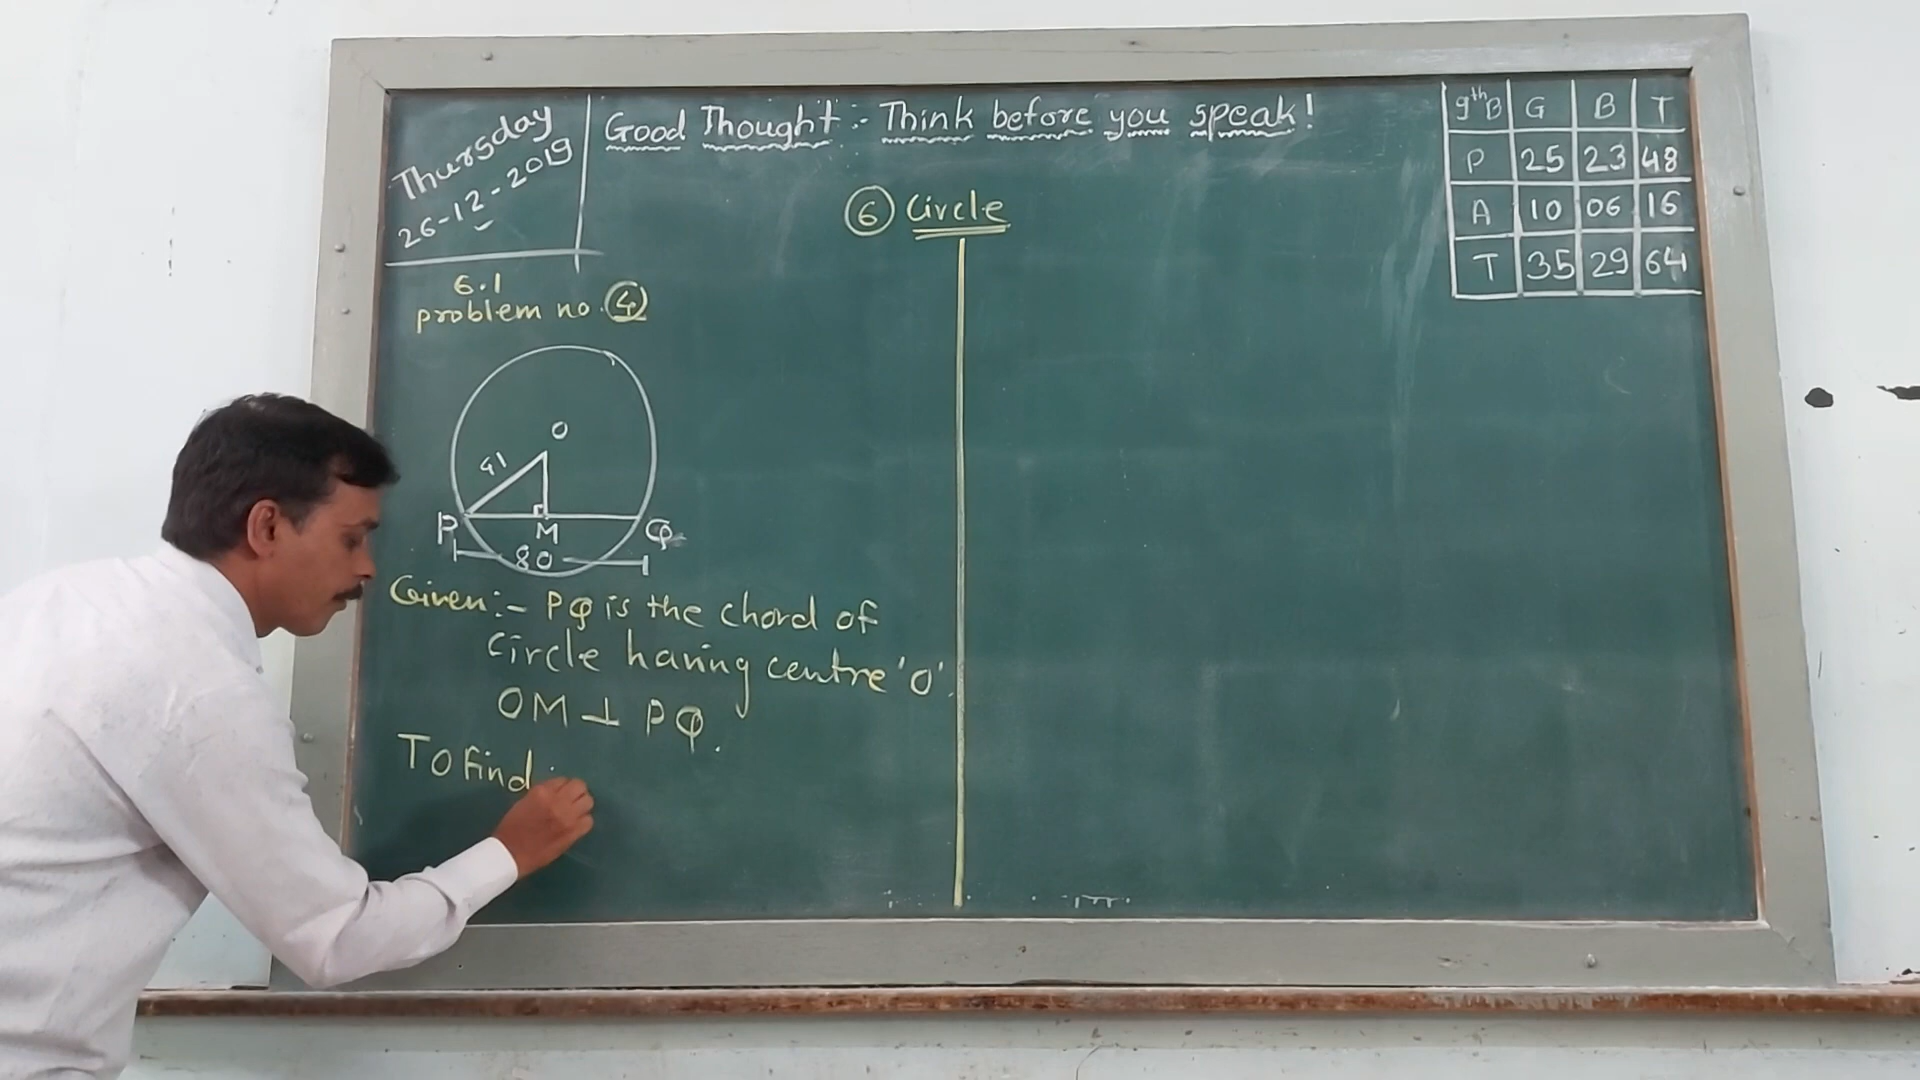 Thursday
26-12-2019
Good Thought :- Think before you speak!
9th B G B T
P 25 23 48
A 10 06 16
T 35 29 64
6 Circle
6.1
problem no. 4
O
41
P M Q
80
Given:- PQ is the chord of
Circle having centre 'O'.
OM ⊥ PQ.
To find